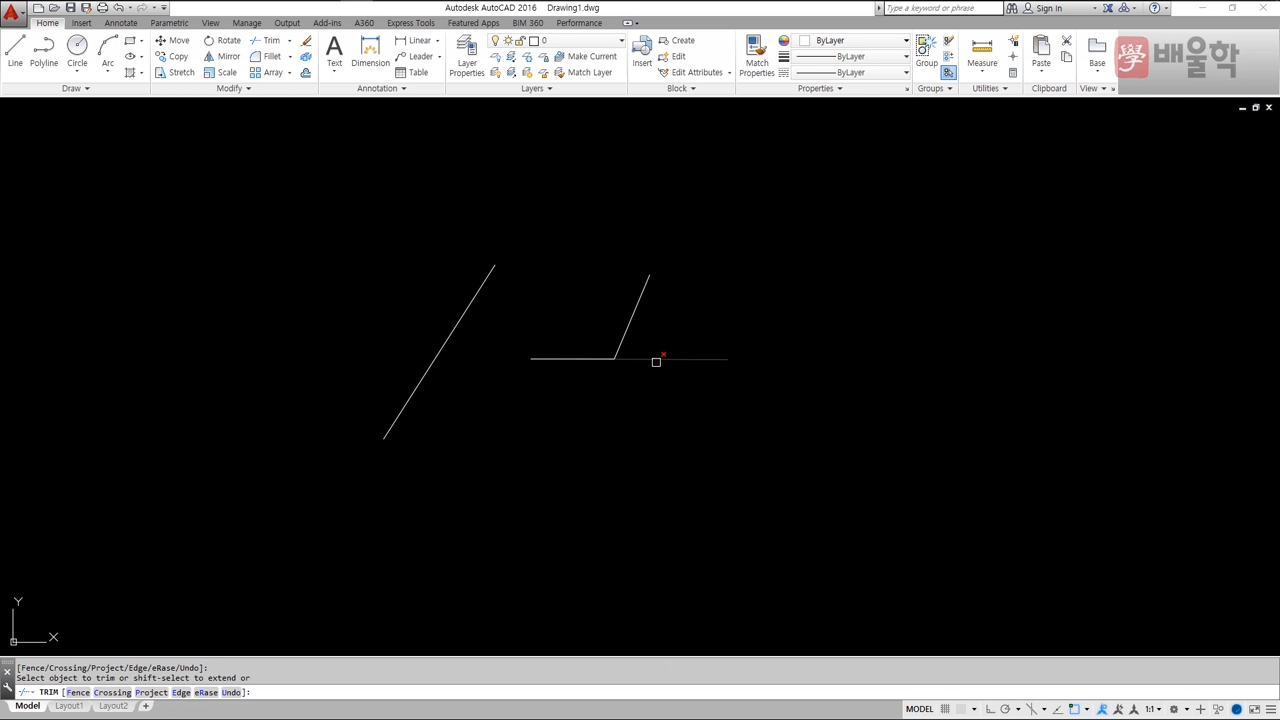 Autodesk AutoCAD 2016 Drawing1.dwg
Type a keyword or phrase
Sign In
Home Insert Annotate Parametric View Manage Output Add-ins A360 Express Tools Featured Apps BIM 360 Performance
Line Polyline Circle Arc
Move Rotate Trim
Copy Mirror Fillet
Stretch Scale Array
Text Dimension
Linear
Leader
Table
Layer Properties
0
Make Current
Match Layer
Insert
Create
Edit
Edit Attributes
Match Properties
ByLayer
ByLayer
ByLayer
Group
Measure
Paste
Base
學 배울학
Draw Modify Annotation Layers Block Properties Groups Utilities Clipboard View
Y
X
[Fence/Crossing/Project/Edge/eRase/Undo]:
Select object to trim or shift-select to extend or
TRIM [Fence Crossing Project Edge eRase Undo]:
Model Layout1 Layout2 +
MODEL 1:1